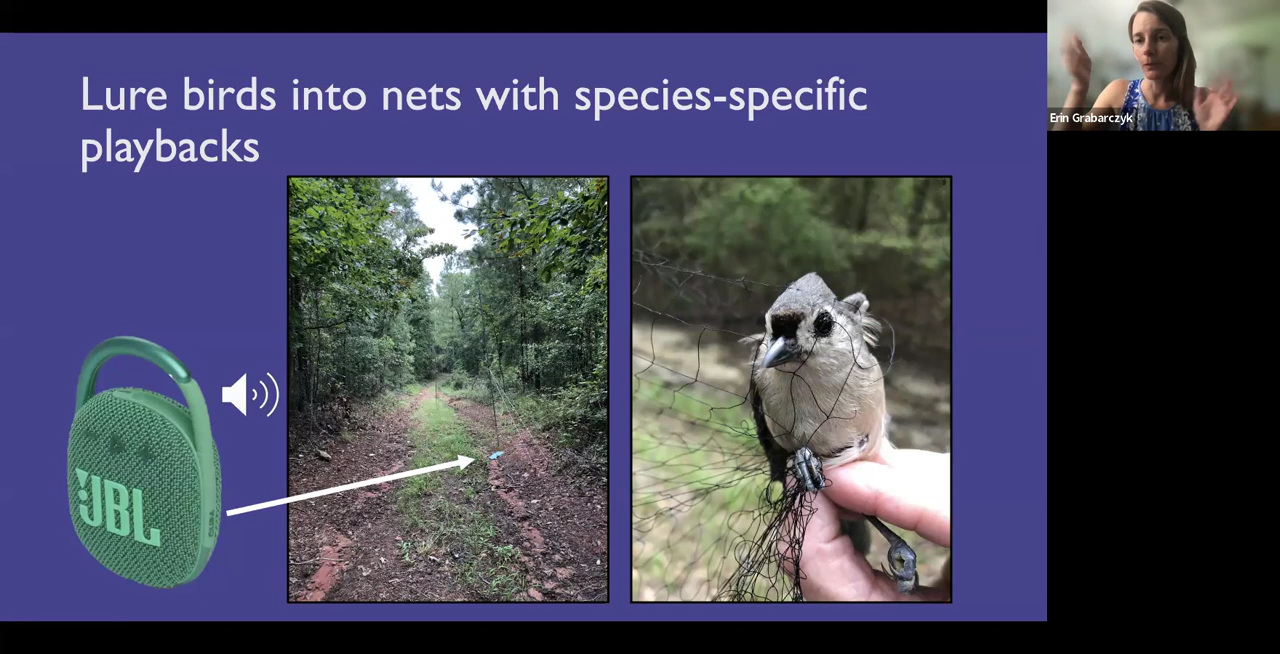 Lure birds into nets with species-specific
playbacks
Erin Grabarczyk
JBL